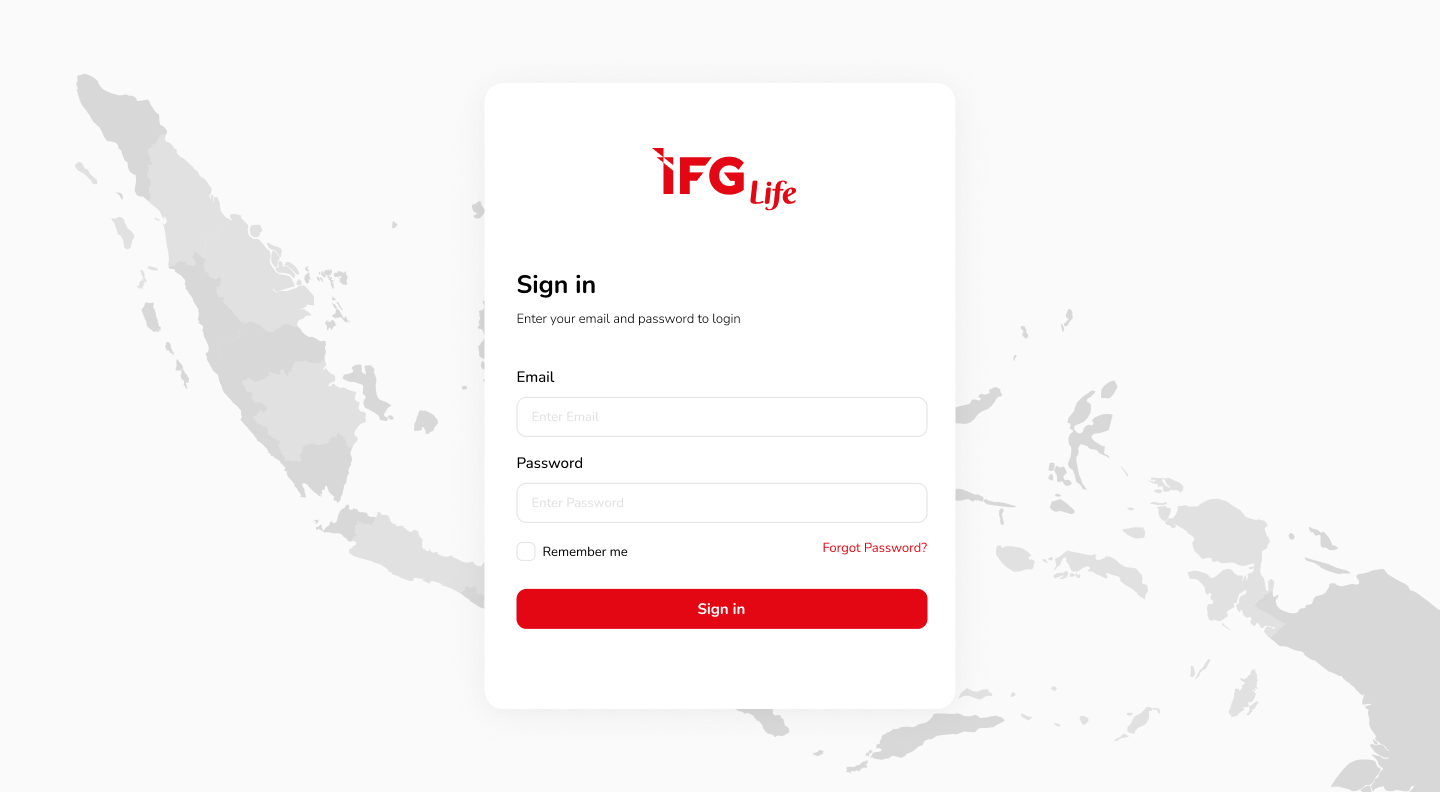 iFG Life
Sign in
Enter your email and password to login
Email
Enter Email
Password
Enter Password
Remember me
Forgot Password?
Sign in